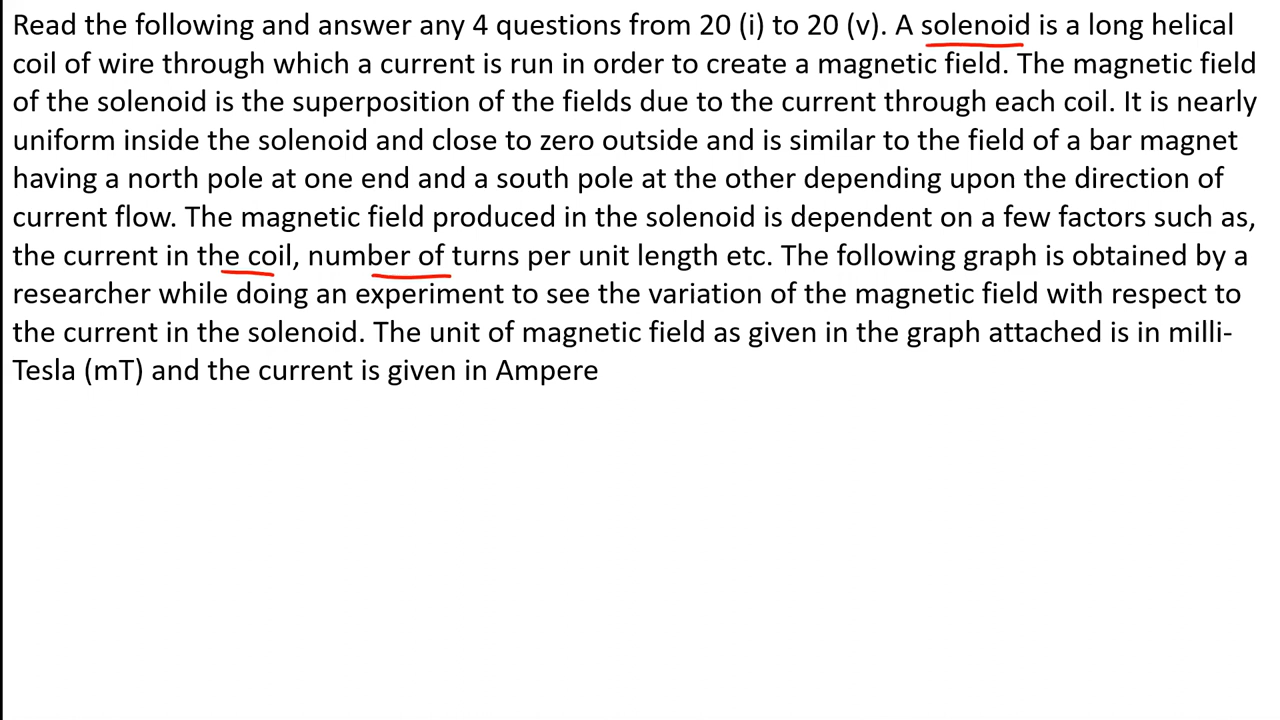 Read the following and answer any 4 questions from 20 (i) to 20 (v). A solenoid is a long helical
coil of wire through which a current is run in order to create a magnetic field. The magnetic field
of the solenoid is the superposition of the fields due to the current through each coil. It is nearly
uniform inside the solenoid and close to zero outside and is similar to the field of a bar magnet
having a north pole at one end and a south pole at the other depending upon the direction of
current flow. The magnetic field produced in the solenoid is dependent on a few factors such as,
the current in the coil, number of turns per unit length etc. The following graph is obtained by a
researcher while doing an experiment to see the variation of the magnetic field with respect to
the current in the solenoid. The unit of magnetic field as given in the graph attached is in milli-
Tesla (mT) and the current is given in Ampere